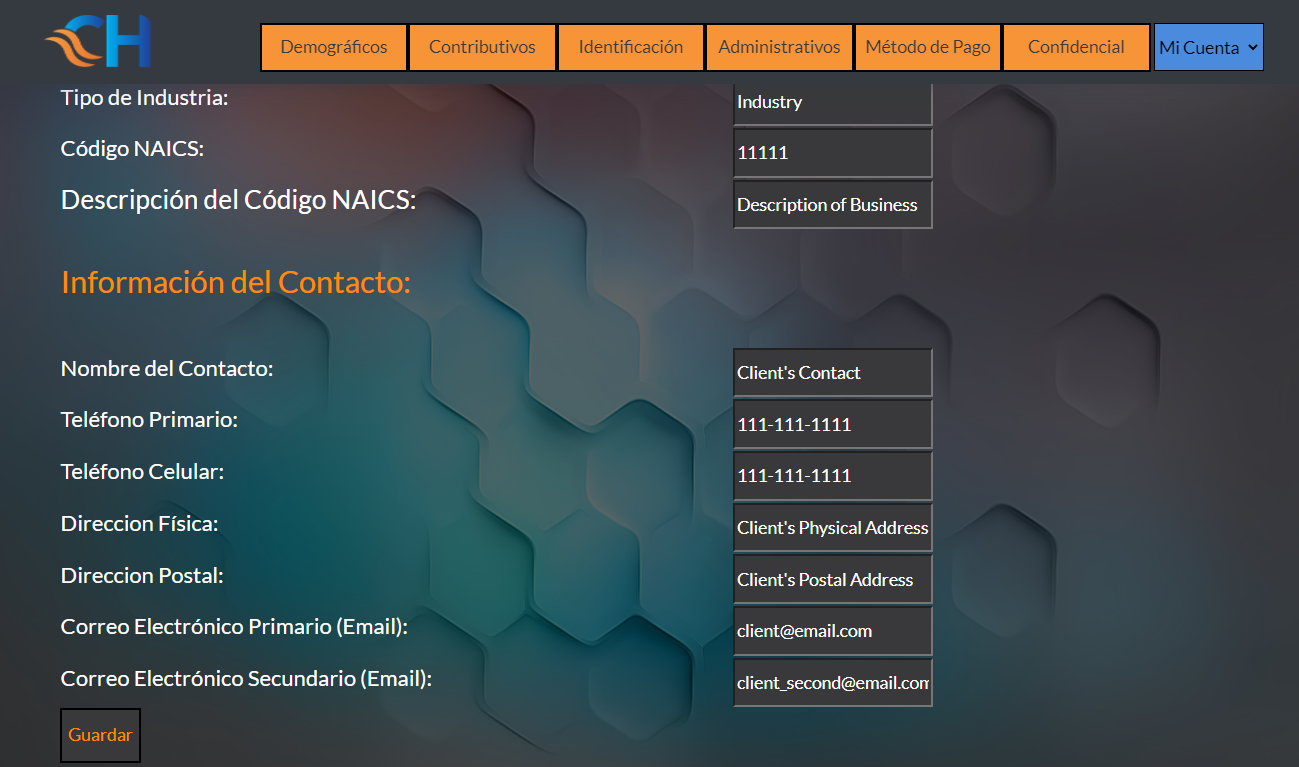 CH
Demográficos Contributivos Identificación Administrativos Método de Pago Confidencial Mi Cuenta
Tipo de Industria: Industry
Código NAICS: 11111
Descripción del Código NAICS: Description of Business
Información del Contacto:
Nombre del Contacto: Client's Contact
Teléfono Primario: 111-111-1111
Teléfono Celular: 111-111-1111
Direccion Física: Client's Physical Address
Direccion Postal: Client's Postal Address
Correo Electrónico Primario (Email): client@email.com
Correo Electrónico Secundario (Email): client_second@email.com
Guardar